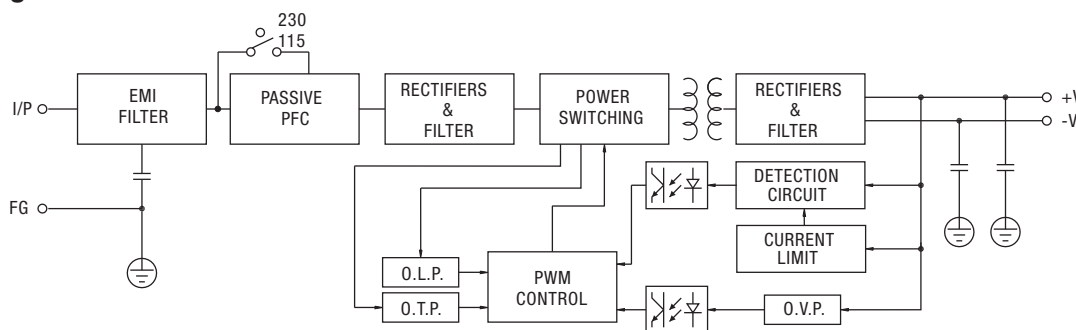 230
115
I/P
EMI
FILTER
PASSIVE
PFC
RECTIFIERS
&
FILTER
POWER
SWITCHING
RECTIFIERS
&
FILTER
+V
-V
FG
DETECTION
CIRCUIT
CURRENT
LIMIT
O.L.P.
O.T.P.
PWM
CONTROL
O.V.P.